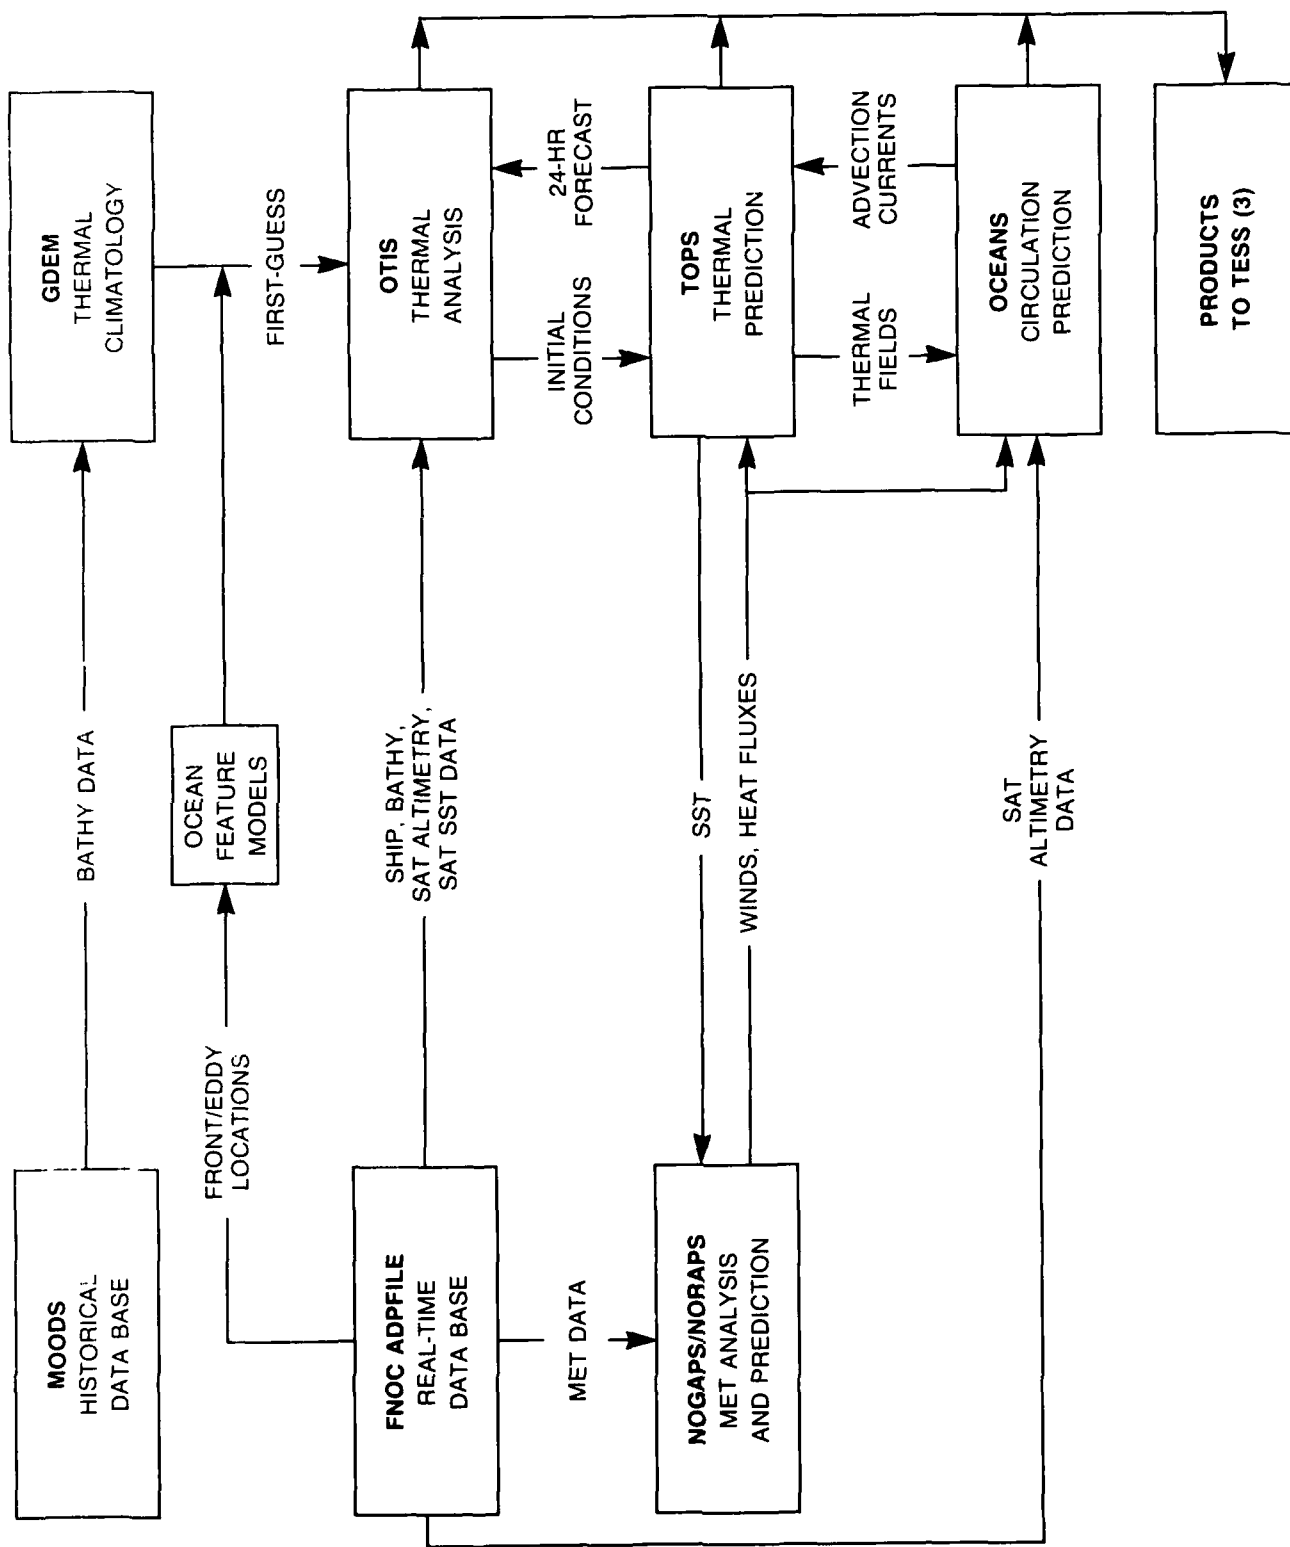 MOODS
HISTORICAL
DATA BASE
BATHY DATA
GDEM
THERMAL
CLIMATOLOGY
FRONT/EDDY
LOCATIONS
OCEAN
FEATURE
MODELS
FIRST-GUESS
FNOC ADPFILE
REAL-TIME
DATA BASE
SHIP, BATHY,
SAT ALTIMETRY,
SAT SST DATA
OTIS
THERMAL
ANALYSIS
MET DATA
INITIAL
CONDITIONS
24-HR
FORECAST
NOGAPS/NORAPS
MET ANALYSIS
AND PREDICTION
SST
WINDS, HEAT FLUXES
TOPS
THERMAL
PREDICTION
THERMAL
FIELDS
ADVECTION
CURRENTS
SAT
ALTIMETRY
DATA
OCEANS
CIRCULATION
PREDICTION
PRODUCTS
TO TESS (3)